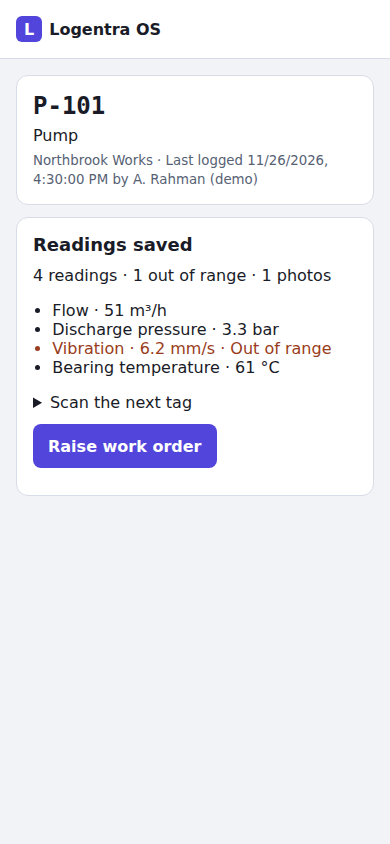 L Logentra OS
P-101
Pump
Northbrook Works · Last logged 11/26/2026,
4:30:00 PM by A. Rahman (demo)
Readings saved
4 readings · 1 out of range · 1 photos
• Flow · 51 m³/h
• Discharge pressure · 3.3 bar
• Vibration · 6.2 mm/s · Out of range
• Bearing temperature · 61 °C
▶ Scan the next tag
Raise work order